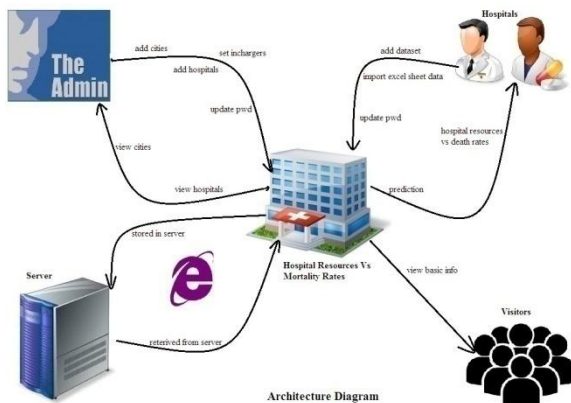 Hospitals
The
Admin
add cities
set inchargers
add hospitals
update pwd
add dataset
import excel sheet data
update pwd
hospital resources
vs death rates
view cities
view hospitals
prediction
stored in server
Server
Hospital Resources Vs
Mortality Rates
view basic info
Visitors
reterived from server
Architecture Diagram